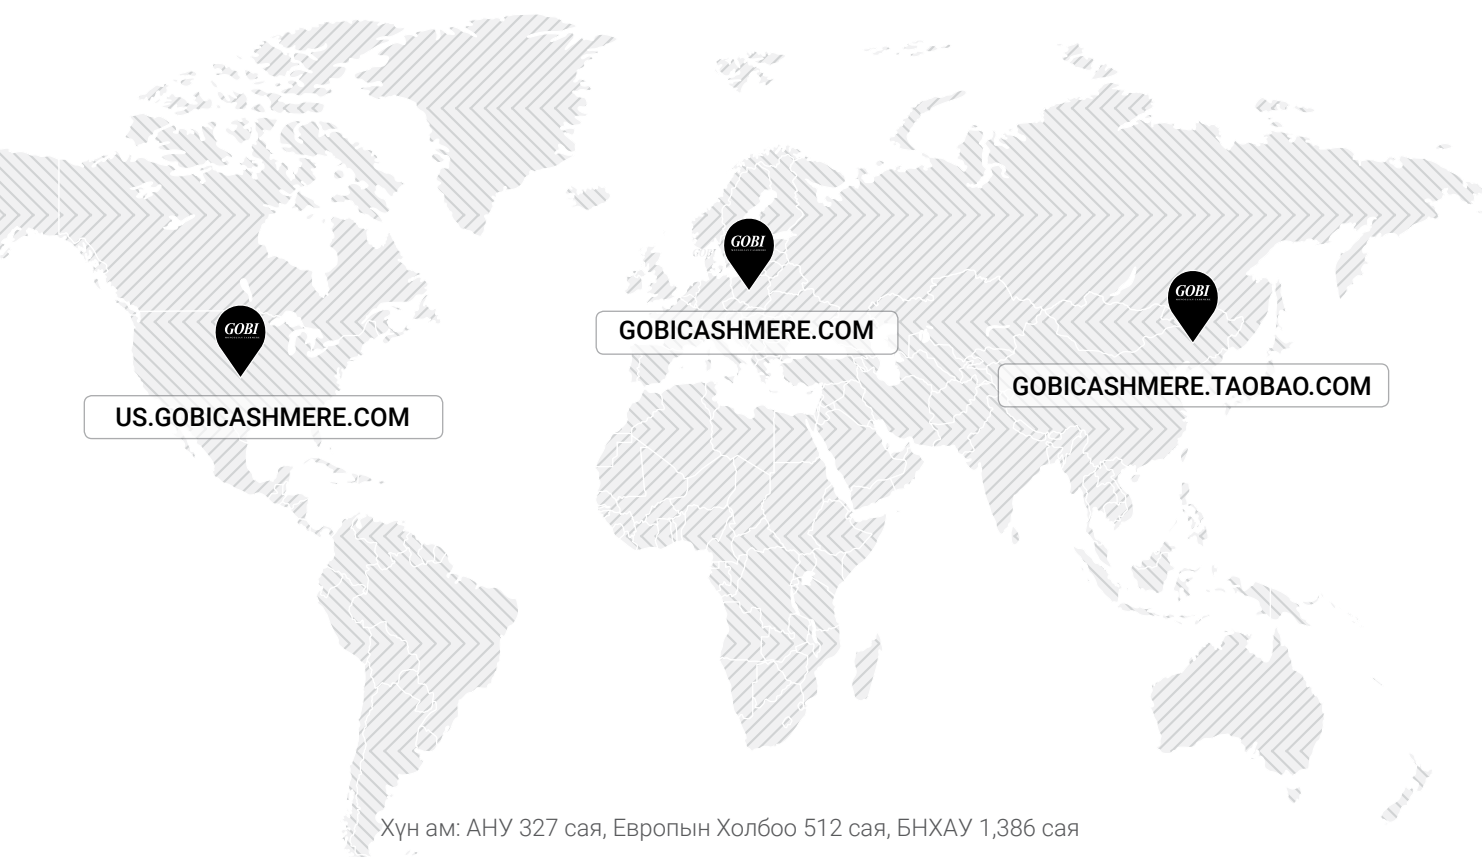 GOBI
GOBICASHMERE.COM
GOBI
GOBICASHMERE.TAOBAO.COM
GOBI
US.GOBICASHMERE.COM
Хүн ам: АНУ 327 сая, Европын Холбоо 512 сая, БНХАУ 1,386 сая